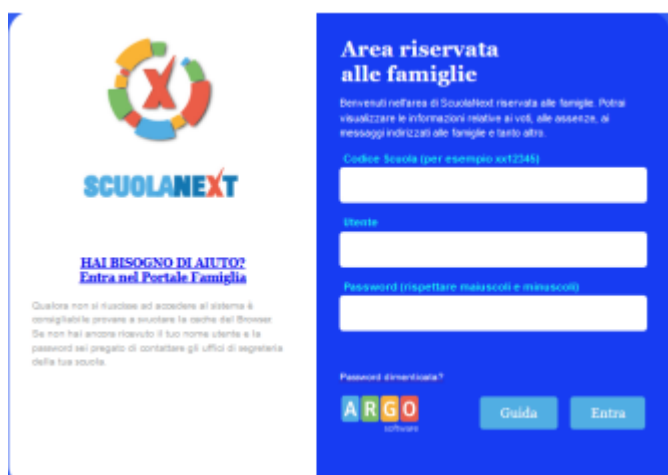 SCUOLANEXT
HAI BISOGNO DI AIUTO?
Entra nel Portale Famiglia
Qualora non si riuscisse ad accedere al sistema è
consigliabile provare a svuotare la cache del Browser.
Se non hai ancora ricevuto il tuo nome utente e la
password sei pregato di contattare gli uffici di segreteria
della tua scuola.
Area riservata
alle famiglie
Benvenuti nell'area di ScuolaNext riservata alle famiglie. Potrai
visualizzare le informazioni relative ai voti, alle assenze, ai
messaggi indirizzati alle famiglie e tanto altro.
Codice Scuola (per esempio xx12345)
Utente
Password (rispettare maiuscoli e minuscoli)
Password dimenticata?
ARGO
software
Guida
Entra